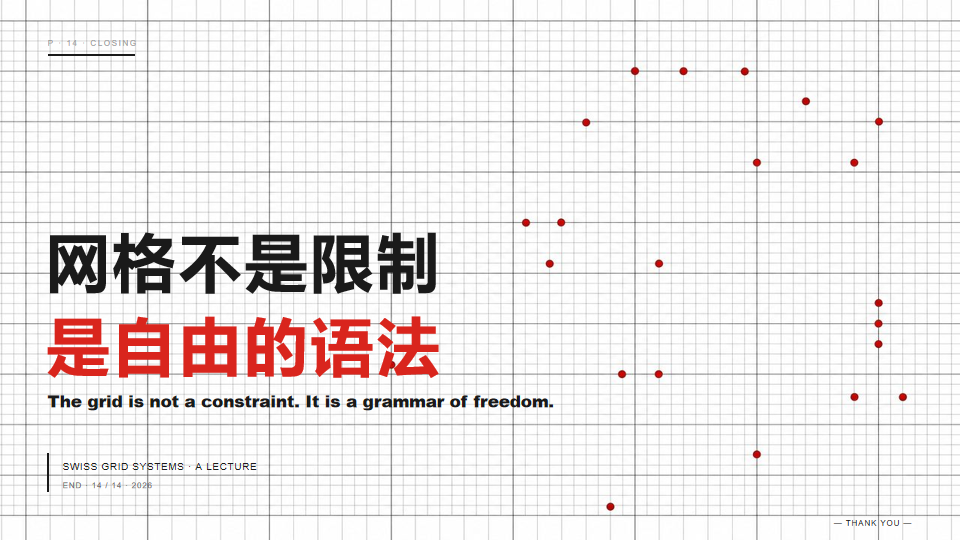 P · 14 · CLOSING
网格不是限制
是自由的语法
The grid is not a constraint. It is a grammar of freedom.
SWISS GRID SYSTEMS · A LECTURE
END · 14 / 14 · 2026
— THANK YOU —